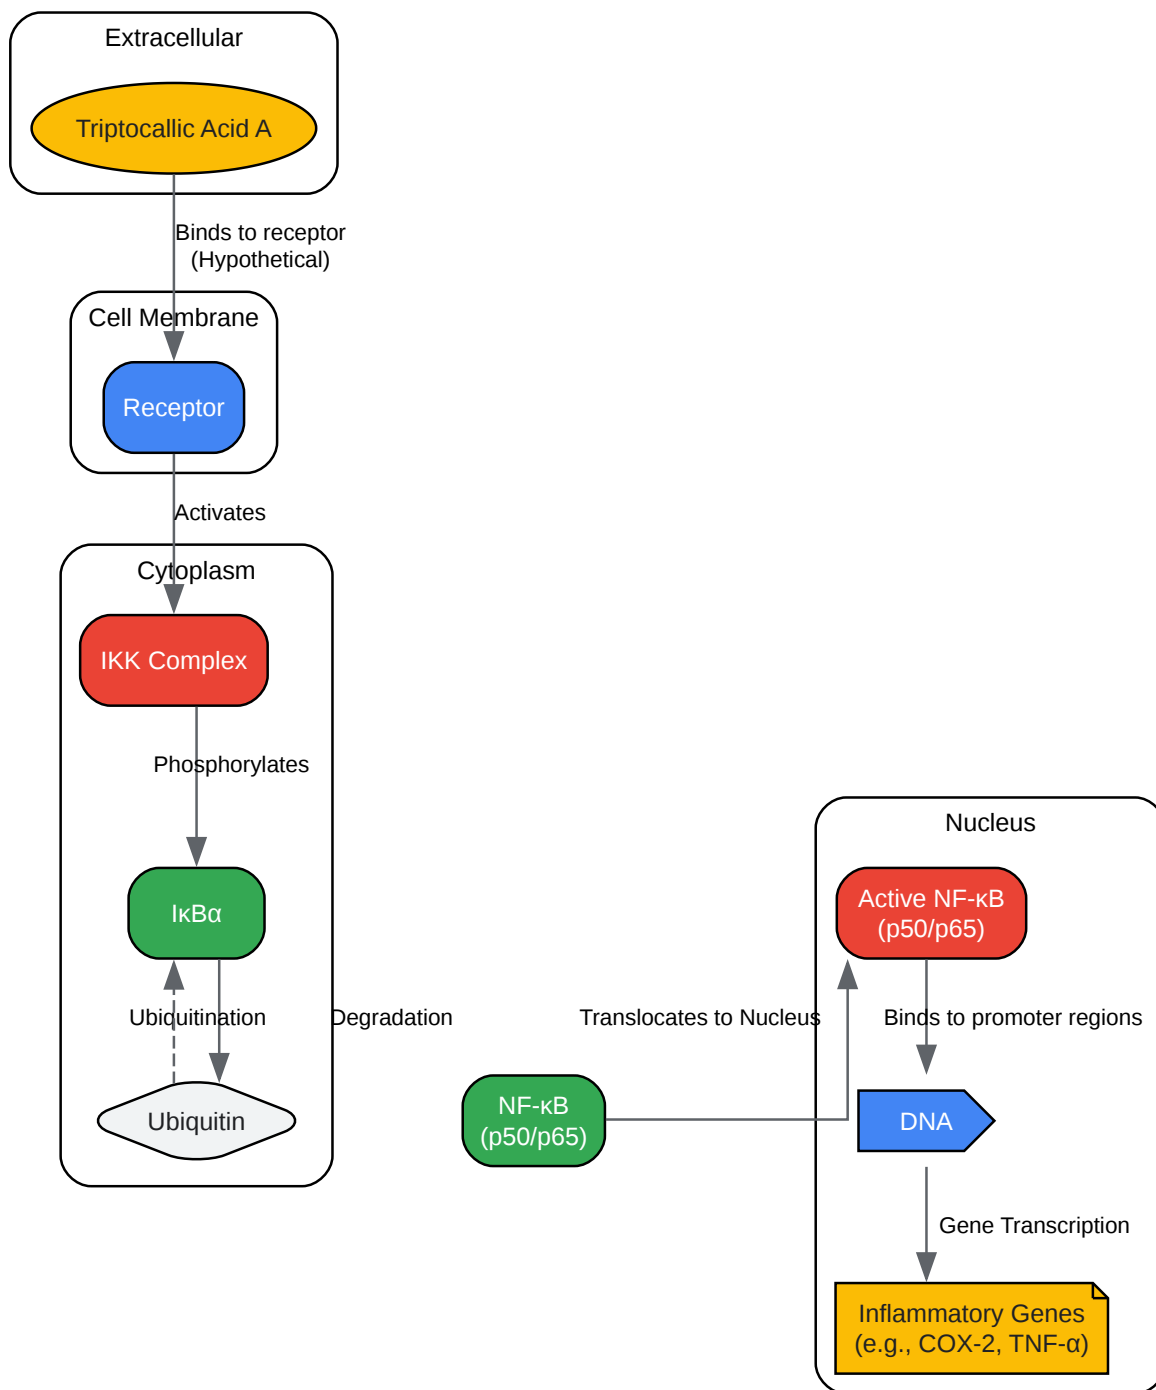 Extracellular
Triptocallic Acid A
Binds to receptor
(Hypothetical)
Cell Membrane
Receptor
Activates
Cytoplasm
IKK Complex
Phosphorylates
IκBα
Ubiquitination
Degradation
Ubiquitin
NF-κB
(p50/p65)
Translocates to Nucleus
Nucleus
Active NF-κB
(p50/p65)
Binds to promoter regions
DNA
Gene Transcription
Inflammatory Genes
(e.g., COX-2, TNF-α)